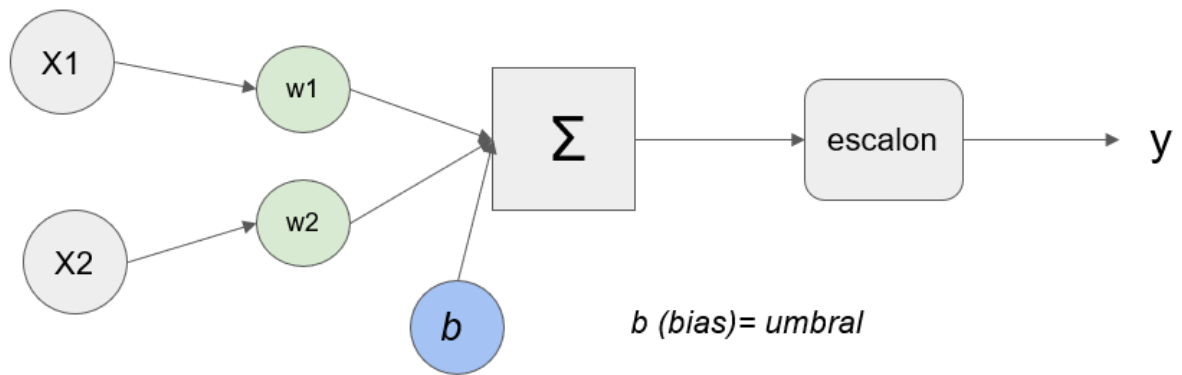 X1
w1
Σ
escalon
y
w2
X2
b
b (bias)= umbral